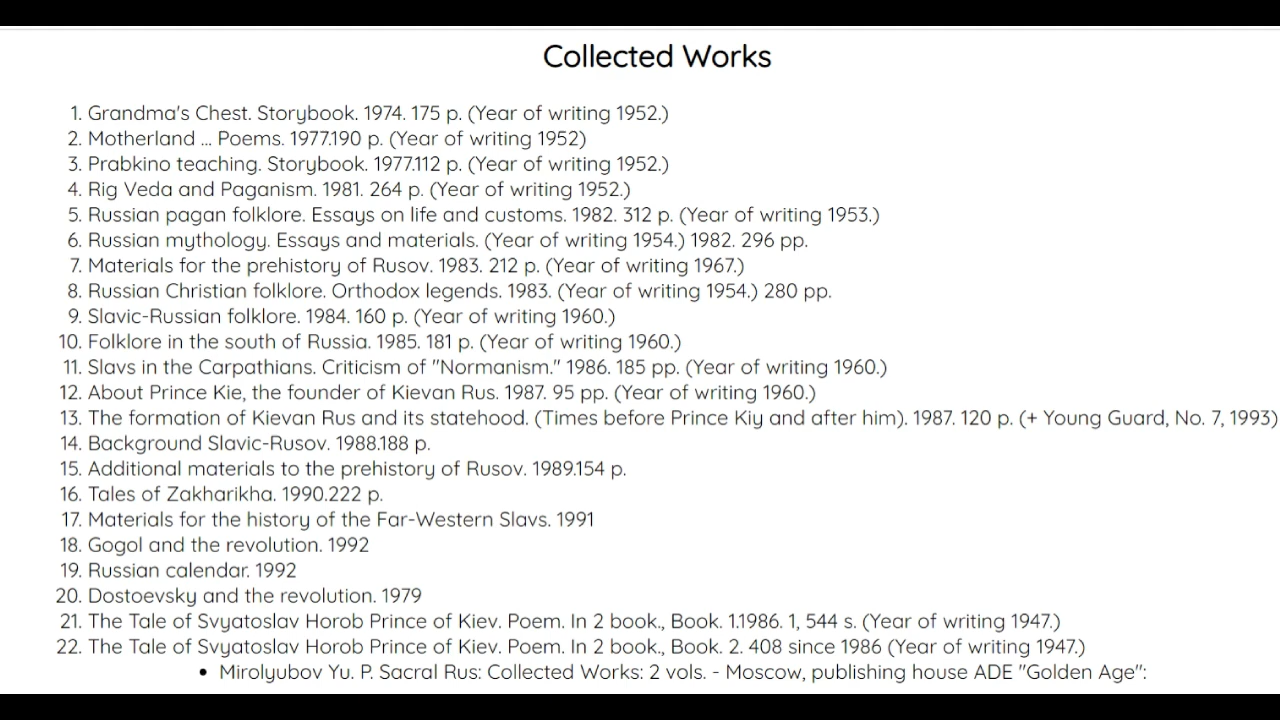 Collected Works
1. Grandma's Chest. Storybook. 1974. 175 p. (Year of writing 1952.)
2. Motherland ... Poems. 1977.190 p. (Year of writing 1952)
3. Prabkino teaching. Storybook. 1977.112 p. (Year of writing 1952.)
4. Rig Veda and Paganism. 1981. 264 p. (Year of writing 1952.)
5. Russian pagan folklore. Essays on life and customs. 1982. 312 p. (Year of writing 1953.)
6. Russian mythology. Essays and materials. (Year of writing 1954.) 1982. 296 pp.
7. Materials for the prehistory of Rusov. 1983. 212 p. (Year of writing 1967.)
8. Russian Christian folklore. Orthodox legends. 1983. (Year of writing 1954.) 280 pp.
9. Slavic-Russian folklore. 1984. 160 p. (Year of writing 1960.)
10. Folklore in the south of Russia. 1985. 181 p. (Year of writing 1960.)
11. Slavs in the Carpathians. Criticism of "Normanism." 1986. 185 pp. (Year of writing 1960.)
12. About Prince Kie, the founder of Kievan Rus. 1987. 95 pp. (Year of writing 1960.)
13. The formation of Kievan Rus and its statehood. (Times before Prince Kiy and after him). 1987. 120 p. (+ Young Guard, No. 7, 1993)
14. Background Slavic-Rusov. 1988.188 p.
15. Additional materials to the prehistory of Rusov. 1989.154 p.
16. Tales of Zakharikha. 1990.222 p.
17. Materials for the history of the Far-Western Slavs. 1991
18. Gogol and the revolution. 1992
19. Russian calendar. 1992
20. Dostoevsky and the revolution. 1979
21. The Tale of Svyatoslav Horob Prince of Kiev. Poem. In 2 book., Book. 1.1986. 1, 544 s. (Year of writing 1947.)
22. The Tale of Svyatoslav Horob Prince of Kiev. Poem. In 2 book., Book. 2. 408 since 1986 (Year of writing 1947.)
• Mirolyubov Yu. P. Sacral Rus: Collected Works: 2 vols. - Moscow, publishing house ADE "Golden Age":